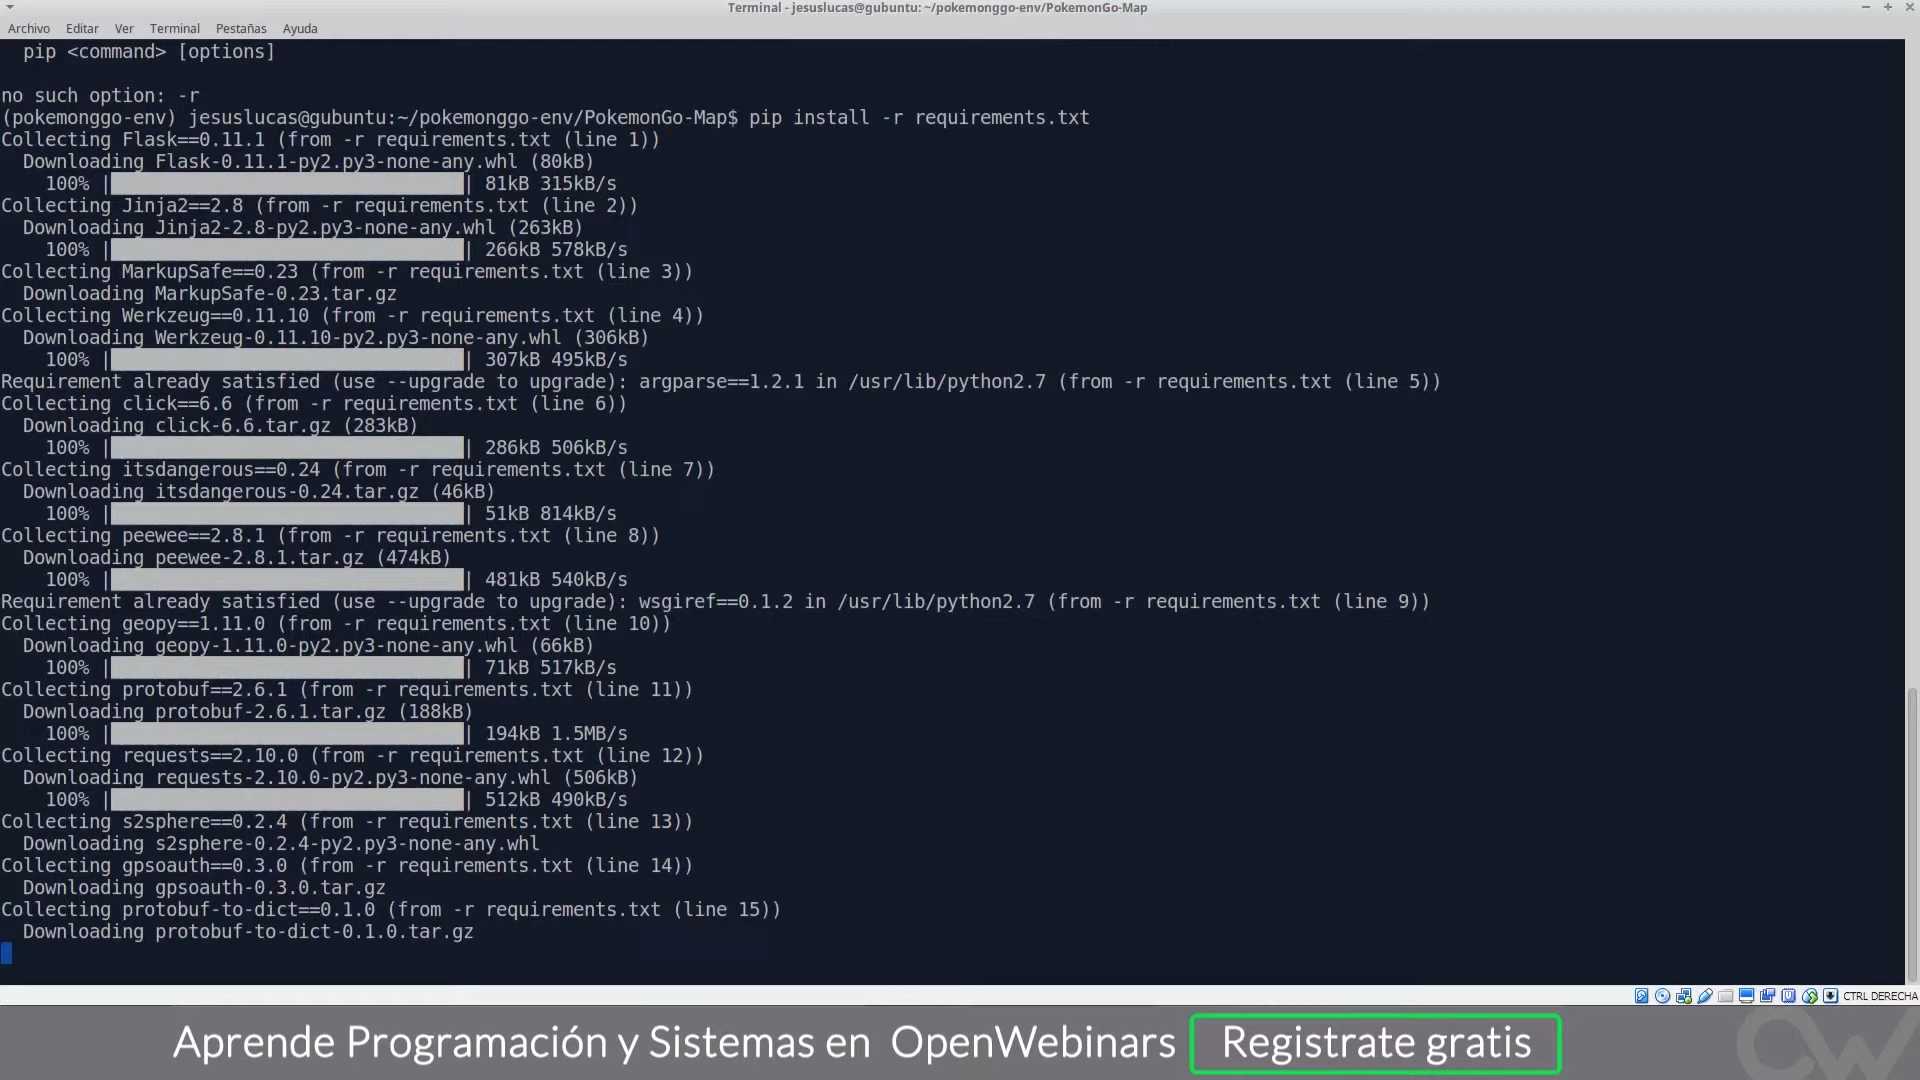 Terminal - jesuslucas@gubuntu: ~/pokemonggo-env/PokemonGo-Map
Archivo Editar Ver Terminal Pestañas Ayuda
pip <command> [options]
no such option: -r
(pokemonggo-env) jesuslucas@gubuntu:~/pokemonggo-env/PokemonGo-Map$ pip install -r requirements.txt
Collecting Flask==0.11.1 (from -r requirements.txt (line 1))
Downloading Flask-0.11.1-py2.py3-none-any.whl (80kB)
100% | | 81kB 315kB/s
Collecting Jinja2==2.8 (from -r requirements.txt (line 2))
Downloading Jinja2-2.8-py2.py3-none-any.whl (263kB)
100% | | 266kB 578kB/s
Collecting MarkupSafe==0.23 (from -r requirements.txt (line 3))
Downloading MarkupSafe-0.23.tar.gz
Collecting Werkzeug==0.11.10 (from -r requirements.txt (line 4))
Downloading Werkzeug-0.11.10-py2.py3-none-any.whl (306kB)
100% | | 307kB 495kB/s
Requirement already satisfied (use --upgrade to upgrade): argparse==1.2.1 in /usr/lib/python2.7 (from -r requirements.txt (line 5))
Collecting click==6.6 (from -r requirements.txt (line 6))
Downloading click-6.6.tar.gz (283kB)
100% | | 286kB 506kB/s
Collecting itsdangerous==0.24 (from -r requirements.txt (line 7))
Downloading itsdangerous-0.24.tar.gz (46kB)
100% | | 51kB 814kB/s
Collecting peewee==2.8.1 (from -r requirements.txt (line 8))
Downloading peewee-2.8.1.tar.gz (474kB)
100% | | 481kB 540kB/s
Requirement already satisfied (use --upgrade to upgrade): wsgiref==0.1.2 in /usr/lib/python2.7 (from -r requirements.txt (line 9))
Collecting geopy==1.11.0 (from -r requirements.txt (line 10))
Downloading geopy-1.11.0-py2.py3-none-any.whl (66kB)
100% | | 71kB 517kB/s
Collecting protobuf==2.6.1 (from -r requirements.txt (line 11))
Downloading protobuf-2.6.1.tar.gz (188kB)
100% | | 194kB 1.5MB/s
Collecting requests==2.10.0 (from -r requirements.txt (line 12))
Downloading requests-2.10.0-py2.py3-none-any.whl (506kB)
100% | | 512kB 490kB/s
Collecting s2sphere==0.2.4 (from -r requirements.txt (line 13))
Downloading s2sphere-0.2.4-py2.py3-none-any.whl
Collecting gpsoauth==0.3.0 (from -r requirements.txt (line 14))
Downloading gpsoauth-0.3.0.tar.gz
Collecting protobuf-to-dict==0.1.0 (from -r requirements.txt (line 15))
Downloading protobuf-to-dict-0.1.0.tar.gz
CTRL DERECHA
Aprende Programación y Sistemas en OpenWebinars Registrate gratis